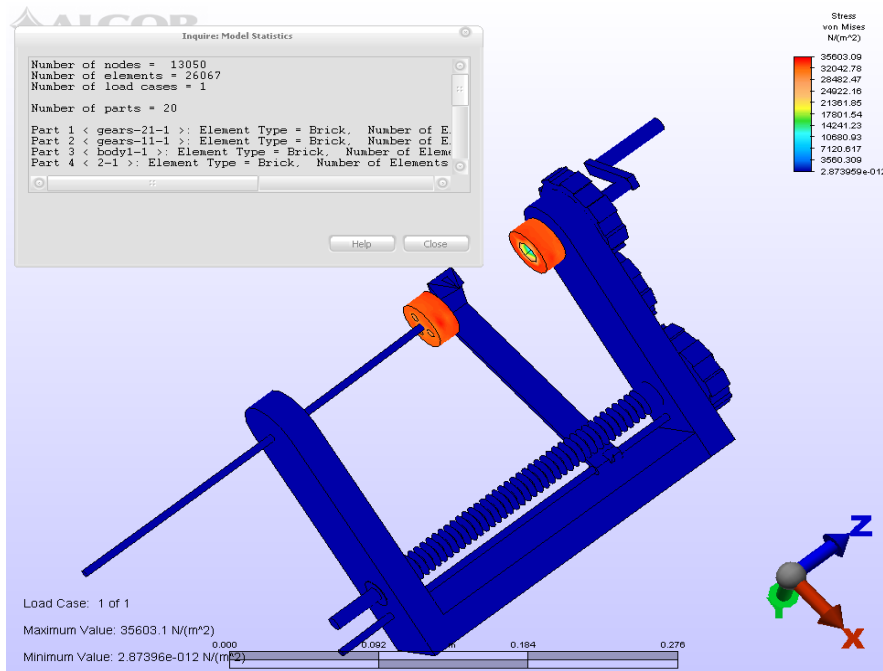 ALGOR
Inquire: Model Statistics
Number of nodes = 13050
Number of elements = 26067
Number of load cases = 1
Number of parts = 20
Part 1 < gears-21-1 >: Element Type = Brick, Number of E
Part 2 < gears-11-1 >: Element Type = Brick, Number of E
Part 3 < body1-1 >: Element Type = Brick, Number of Eleme
Part 4 < 2-1 >: Element Type = Brick, Number of Elements
Help Close
Stress
von Mises
N/(m^2)
35603.09
32042.78
28482.47
24922.16
21361.85
17801.54
14241.23
10680.93
7120.617
3560.309
2.873959e-012
Z
Y
X
Load Case: 1 of 1
Maximum Value: 35603.1 N/(m^2)
Minimum Value: 2.87396e-012 N/(m^2)
0.000 0.092 m 0.184 0.276